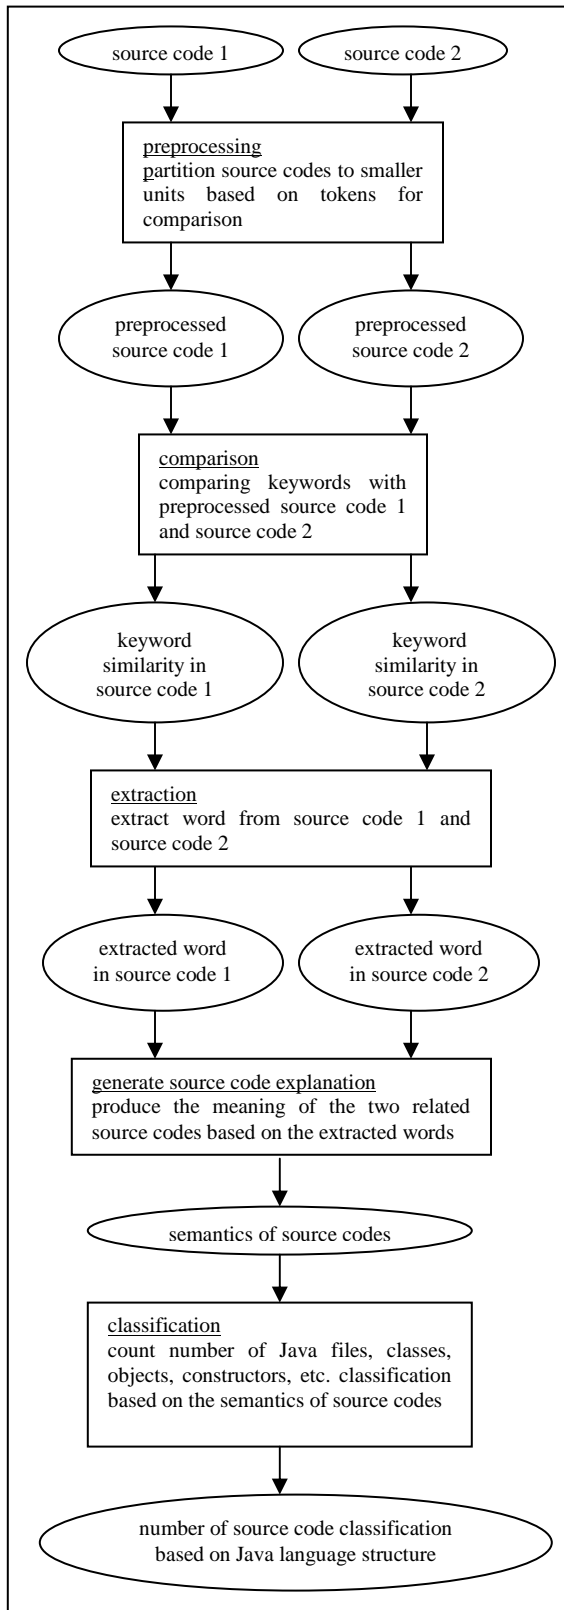 source code 1
source code 2
preprocessing
partition source codes to smaller
units based on tokens for
comparison
preprocessed
source code 1
preprocessed
source code 2
comparison
comparing keywords with
preprocessed source code 1
and source code 2
keyword
similarity in
source code 1
keyword
similarity in
source code 2
extraction
extract word from source code 1 and
source code 2
extracted word
in source code 1
extracted word
in source code 2
generate source code explanation
produce the meaning of the two related
source codes based on the extracted words
semantics of source codes
classification
count number of Java files, classes,
objects, constructors, etc. classification
based on the semantics of source codes
number of source code classification
based on Java language structure